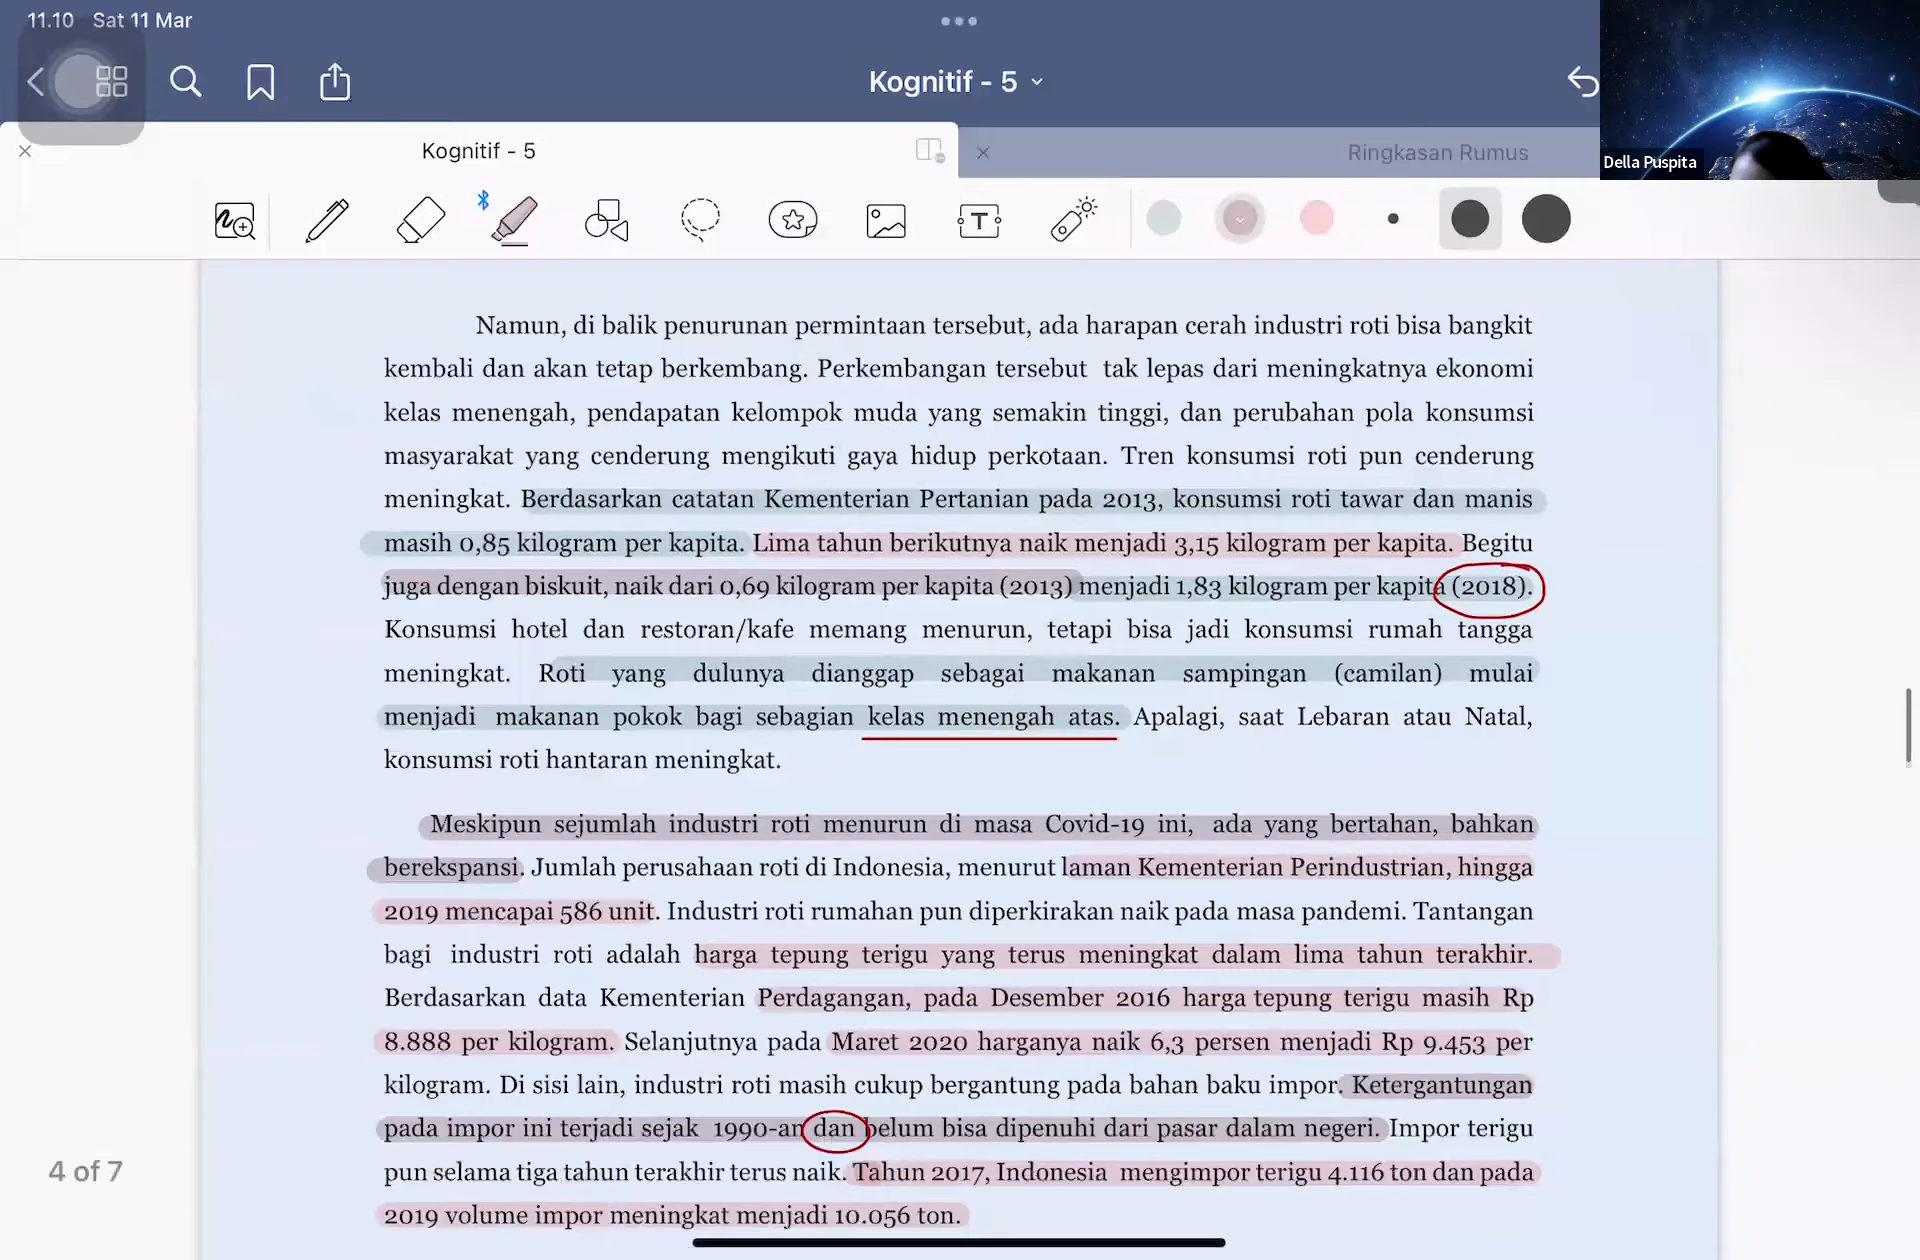 11.10 Sat 11 Mar
Kognitif - 5
Kognitif - 5
Ringkasan Rumus
Della Puspita
T
Namun, di balik penurunan permintaan tersebut, ada harapan cerah industri roti bisa bangkit
kembali dan akan tetap berkembang. Perkembangan tersebut tak lepas dari meningkatnya ekonomi
kelas menengah, pendapatan kelompok muda yang semakin tinggi, dan perubahan pola konsumsi
masyarakat yang cenderung mengikuti gaya hidup perkotaan. Tren konsumsi roti pun cenderung
meningkat. Berdasarkan catatan Kementerian Pertanian pada 2013, konsumsi roti tawar dan manis
masih 0,85 kilogram per kapita. Lima tahun berikutnya naik menjadi 3,15 kilogram per kapita. Begitu
juga dengan biskuit, naik dari 0,69 kilogram per kapita (2013) menjadi 1,83 kilogram per kapita (2018).
Konsumsi hotel dan restoran/kafe memang menurun, tetapi bisa jadi konsumsi rumah tangga
meningkat. Roti yang dulunya dianggap sebagai makanan sampingan (camilan) mulai
menjadi makanan pokok bagi sebagian kelas menengah atas. Apalagi, saat Lebaran atau Natal,
konsumsi roti hantaran meningkat.
Meskipun sejumlah industri roti menurun di masa Covid-19 ini, ada yang bertahan, bahkan
berekspansi. Jumlah perusahaan roti di Indonesia, menurut laman Kementerian Perindustrian, hingga
2019 mencapai 586 unit. Industri roti rumahan pun diperkirakan naik pada masa pandemi. Tantangan
bagi industri roti adalah harga tepung terigu yang terus meningkat dalam lima tahun terakhir.
Berdasarkan data Kementerian Perdagangan, pada Desember 2016 harga tepung terigu masih Rp
8.888 per kilogram. Selanjutnya pada Maret 2020 harganya naik 6,3 persen menjadi Rp 9.453 per
kilogram. Di sisi lain, industri roti masih cukup bergantung pada bahan baku impor. Ketergantungan
pada impor ini terjadi sejak 1990-an dan belum bisa dipenuhi dari pasar dalam negeri. Impor terigu
pun selama tiga tahun terakhir terus naik. Tahun 2017, Indonesia mengimpor terigu 4.116 ton dan pada
2019 volume impor meningkat menjadi 10.056 ton.
4 of 7